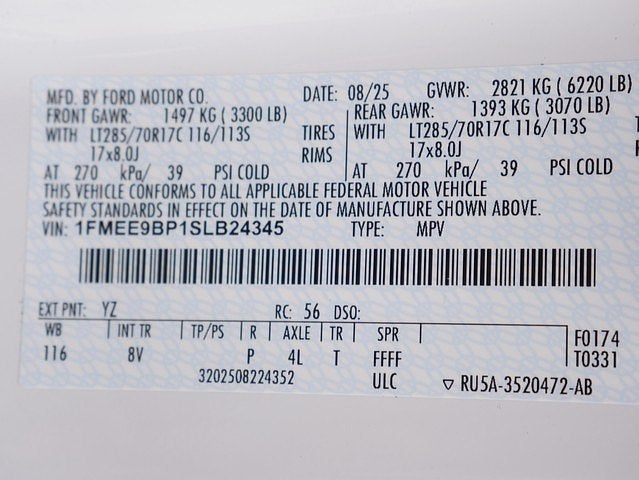 MFD. BY FORD MOTOR CO. DATE: 08/25 GVWR: 2821 KG ( 6220 LB)
FRONT GAWR: 1497 KG ( 3300 LB) REAR GAWR: 1393 KG ( 3070 LB)
WITH LT285/70R17C 116/113S TIRES WITH LT285/70R17C 116/113S
17x8.0J RIMS 17x8.0J
AT 270 kPa/ 39 PSI COLD AT 270 kPa/ 39 PSI COLD
THIS VEHICLE CONFORMS TO ALL APPLICABLE FEDERAL MOTOR VEHICLE
SAFETY STANDARDS IN EFFECT ON THE DATE OF MANUFACTURE SHOWN ABOVE.
VIN: 1FMEE9BP1SLB24345 TYPE: MPV
EXT PNT: YZ RC: 56 DSO:
WB INT TR TP/PS R AXLE TR SPR F0174
116 8V P 4L T FFFF T0331
3202508224352 ULC RU5A-3520472-AB